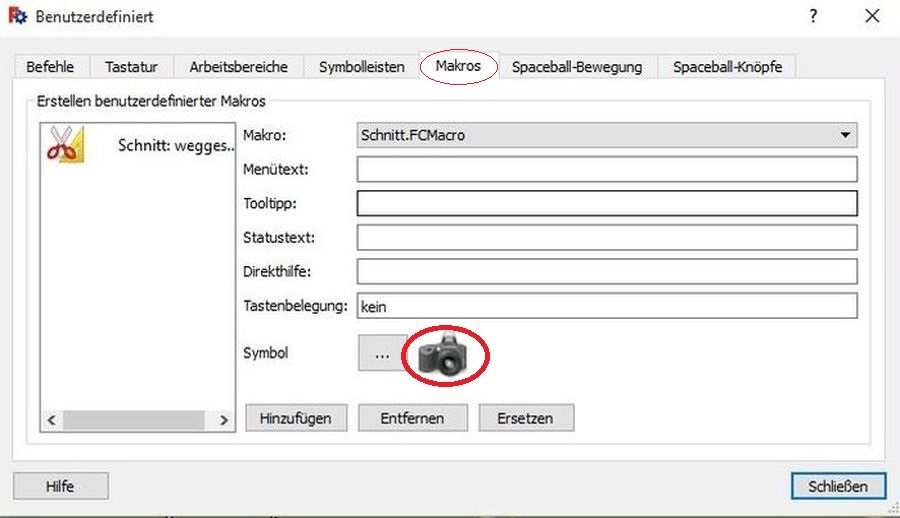 Benutzerdefiniert
?
Befehle Tastatur Arbeitsbereiche Symbolleisten Makros Spaceball-Bewegung Spaceball-Knöpfe
Erstellen benutzerdefinierter Makros
Schnitt: wegges..
Makro: Schnitt.FCMacro
Menütext:
Tooltipp:
Statustext:
Direkthilfe:
Tastenbelegung: kein
Symbol ...
Hinzufügen Entfernen Ersetzen
Hilfe Schließen